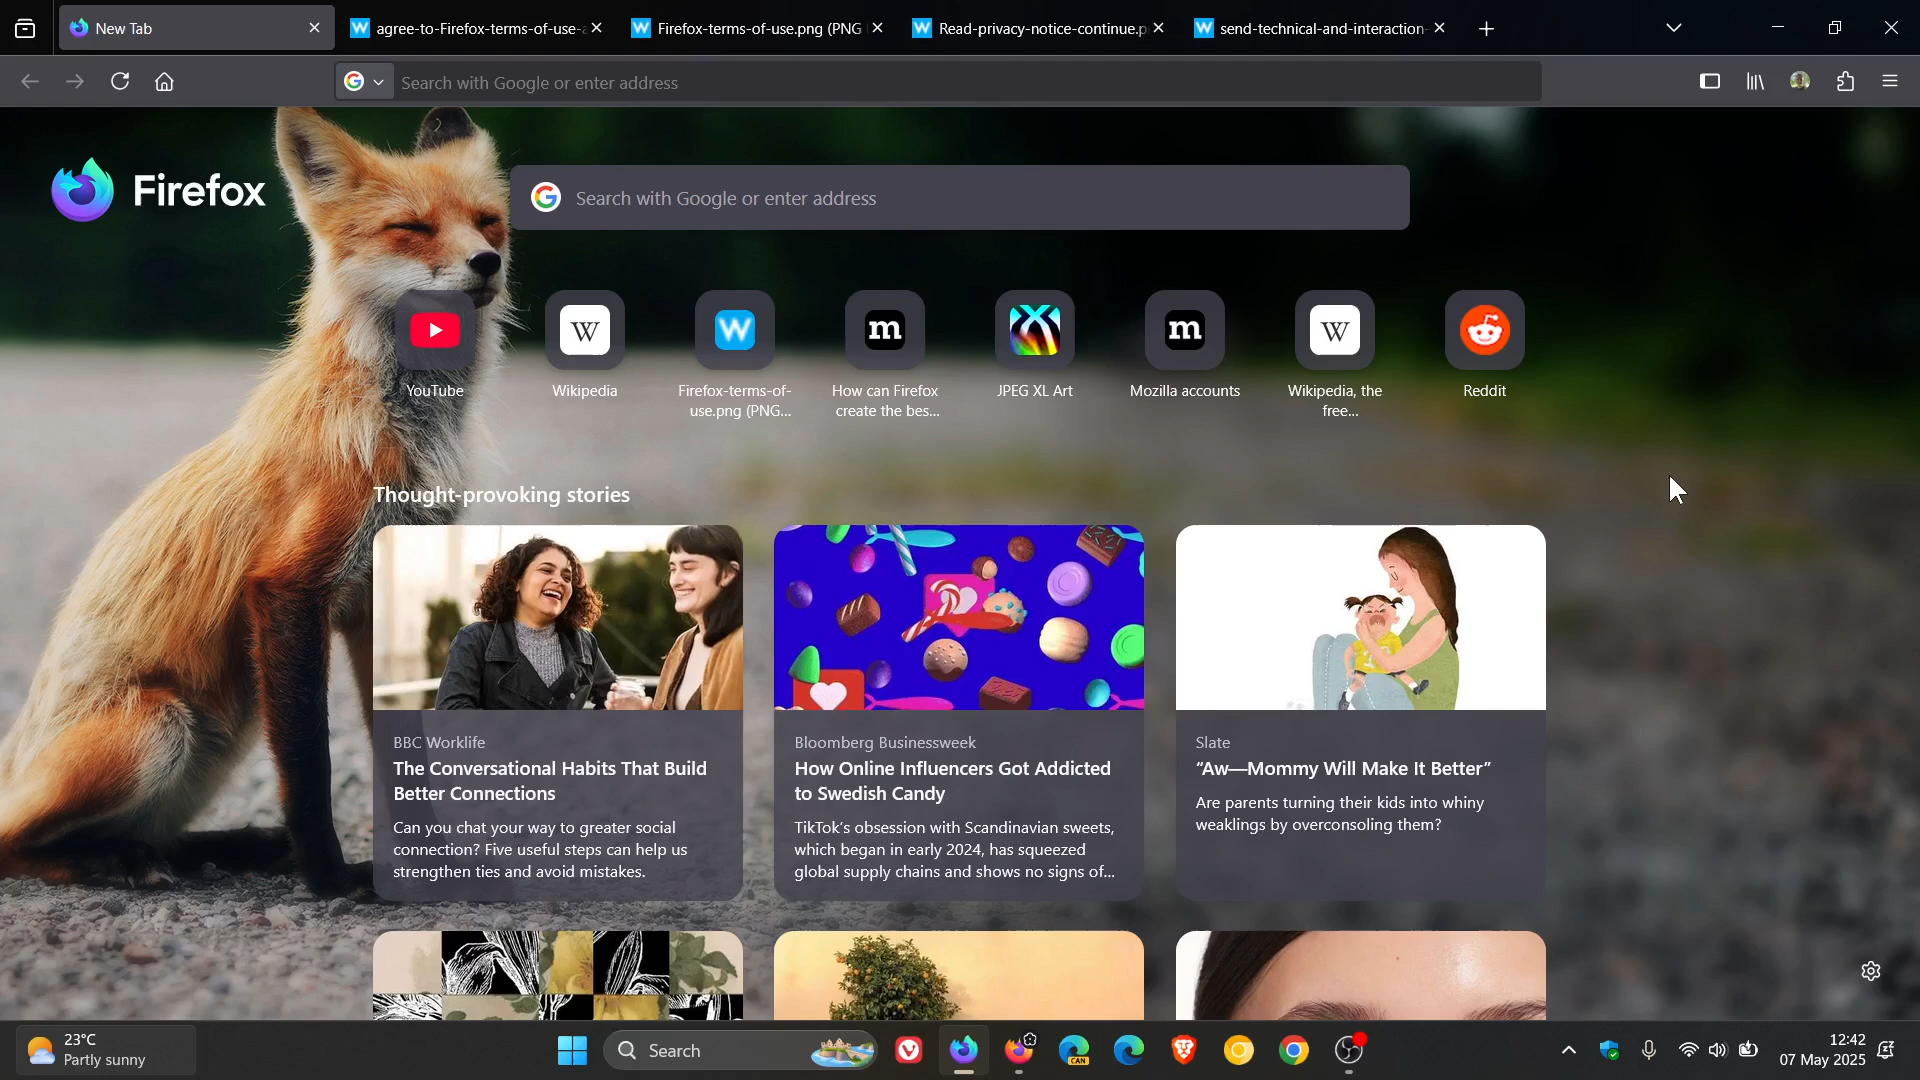 New Tab
agree-to-Firefox-terms-of-use-a
Firefox-terms-of-use.png (PNG
Read-privacy-notice-continue.p
send-technical-and-interaction-
Search with Google or enter address
Firefox
Search with Google or enter address
YouTube
Wikipedia
Firefox-terms-of-
use.png (PNG...
How can Firefox
create the bes...
JPEG XL Art
Mozilla accounts
Wikipedia, the
free...
Reddit
Thought-provoking stories
BBC Worklife
The Conversational Habits That Build
Better Connections
Can you chat your way to greater social
connection? Five useful steps can help us
strengthen ties and avoid mistakes.
Bloomberg Businessweek
How Online Influencers Got Addicted
to Swedish Candy
TikTok's obsession with Scandinavian sweets,
which began in early 2024, has squeezed
global supply chains and shows no signs of...
Slate
“Aw—Mommy Will Make It Better”
Are parents turning their kids into whiny
weaklings by overconsoling them?
23°C
Partly sunny
Search
CAN
12:42
07 May 2025